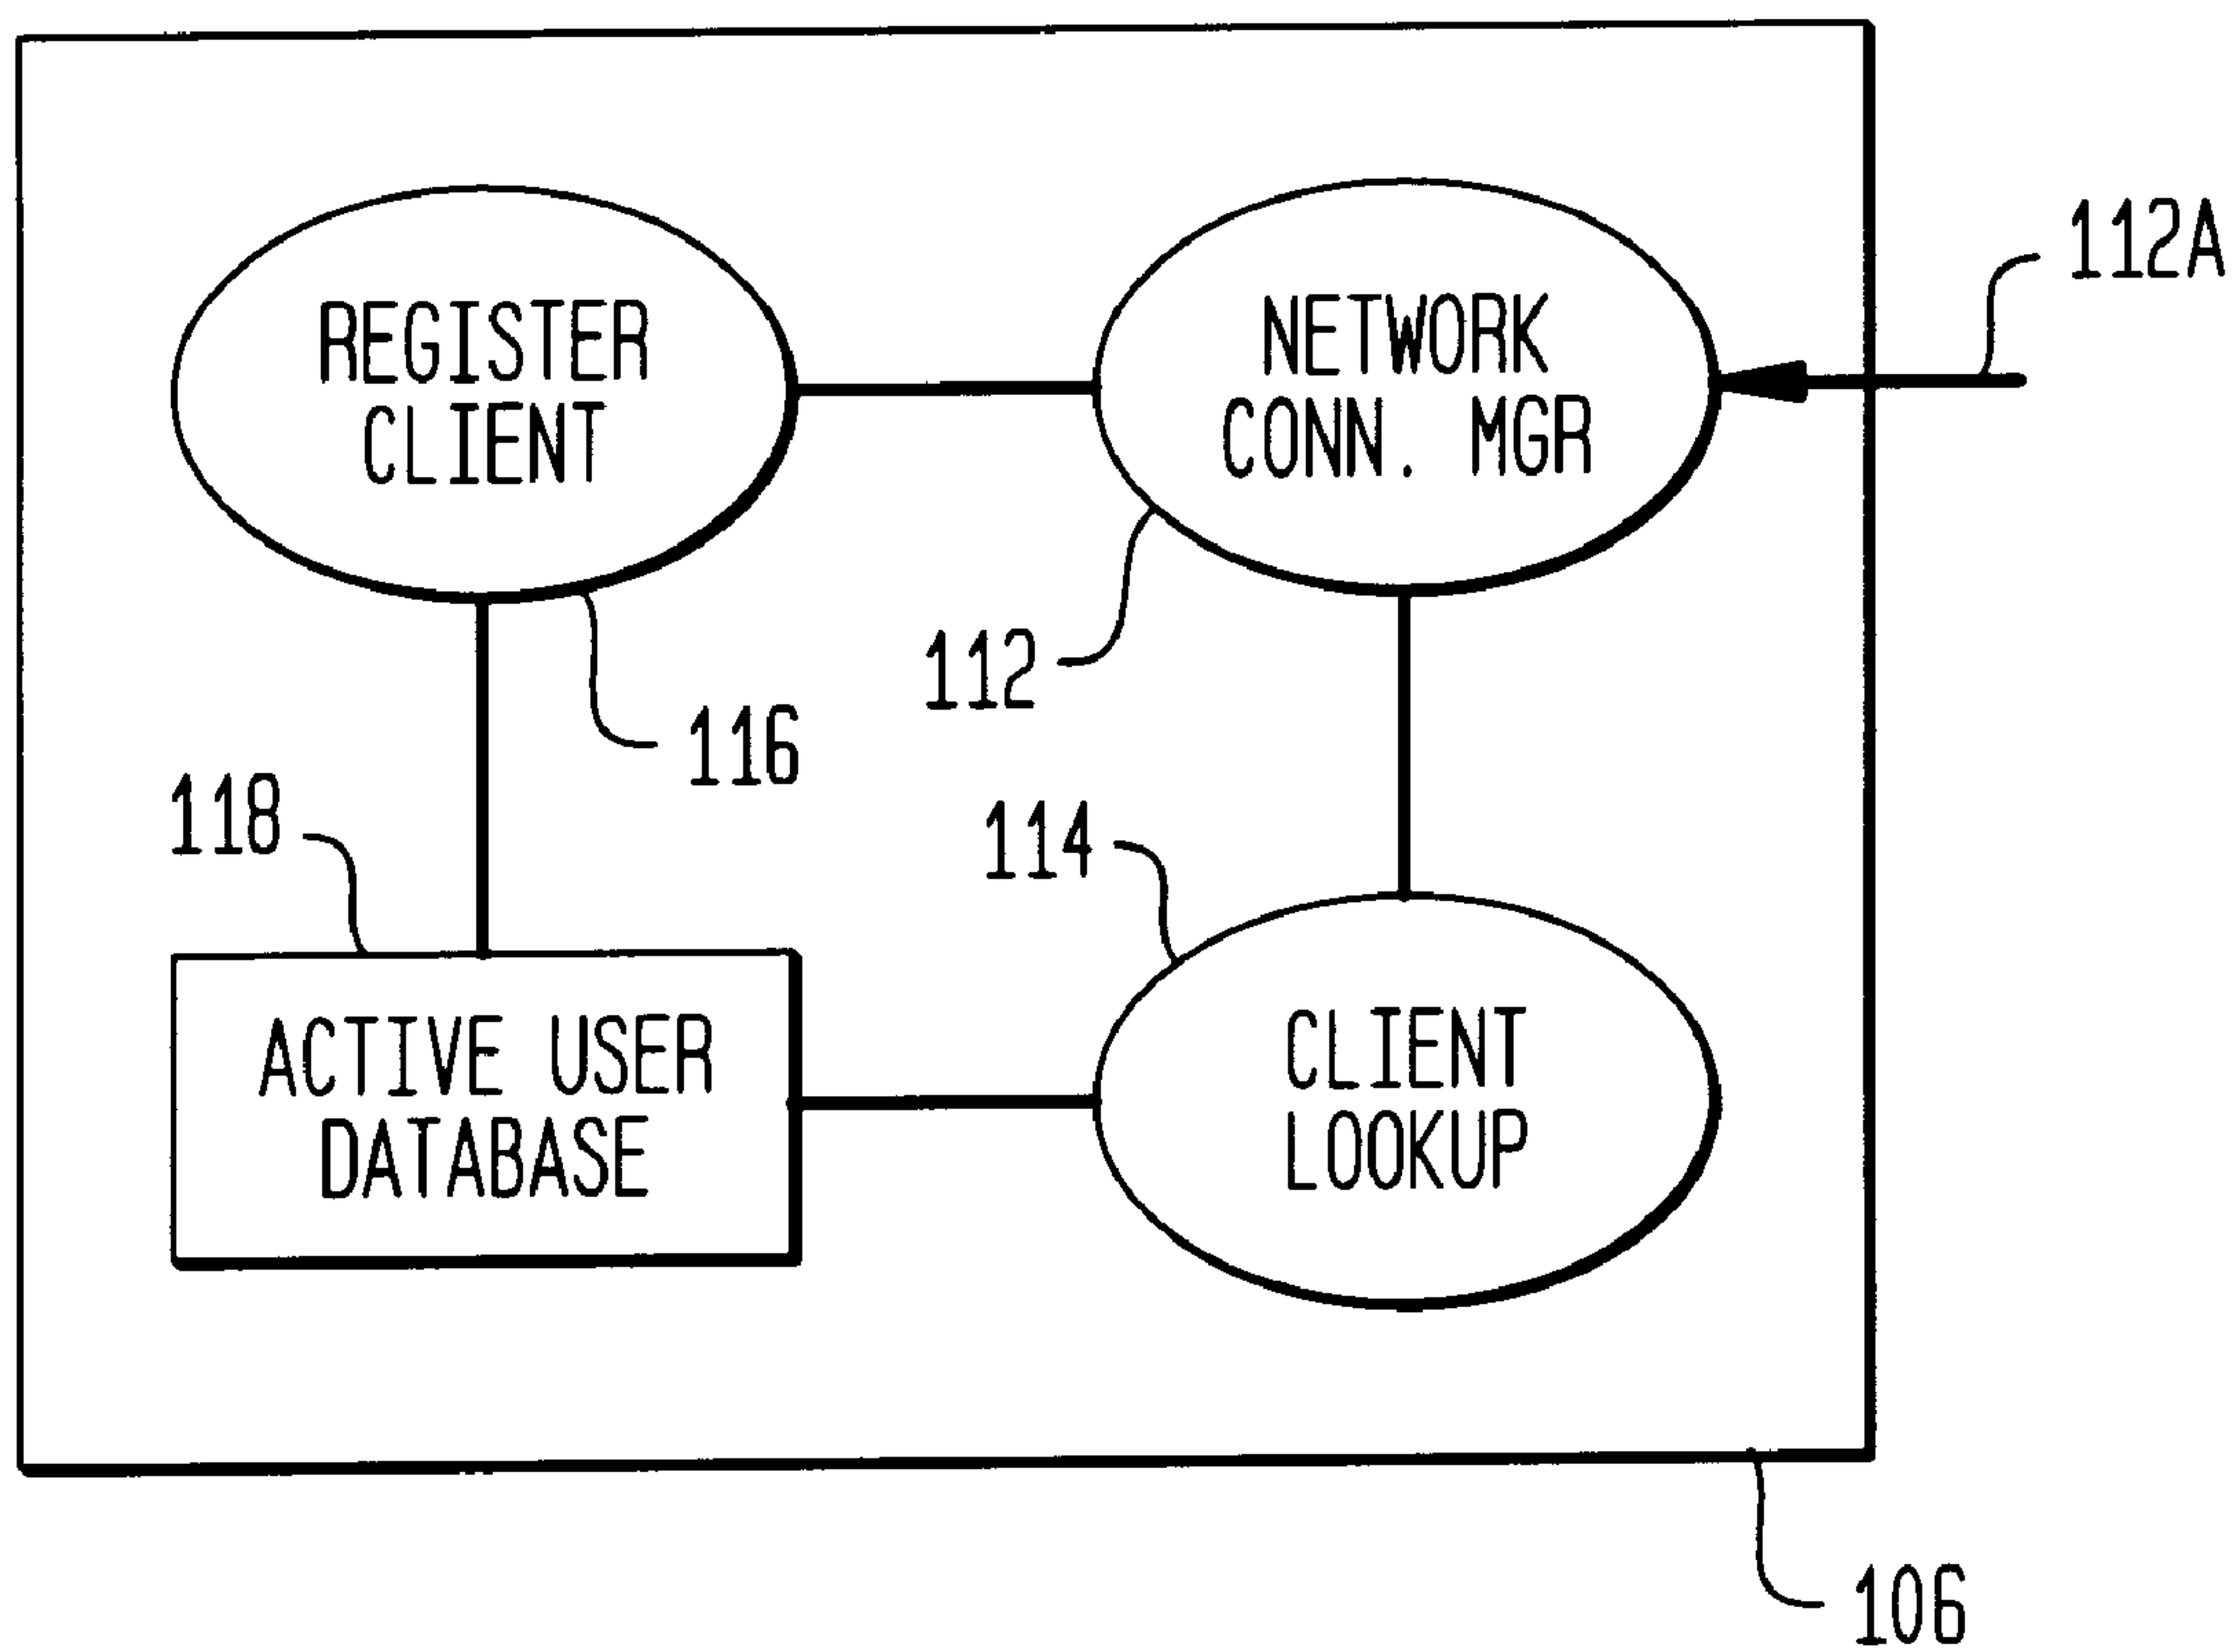 112A
REGISTER
CLIENT
NETWORK
CONN. MGR
112
116
118
114
ACTIVE USER
DATABASE
CLIENT
LOOKUP
106